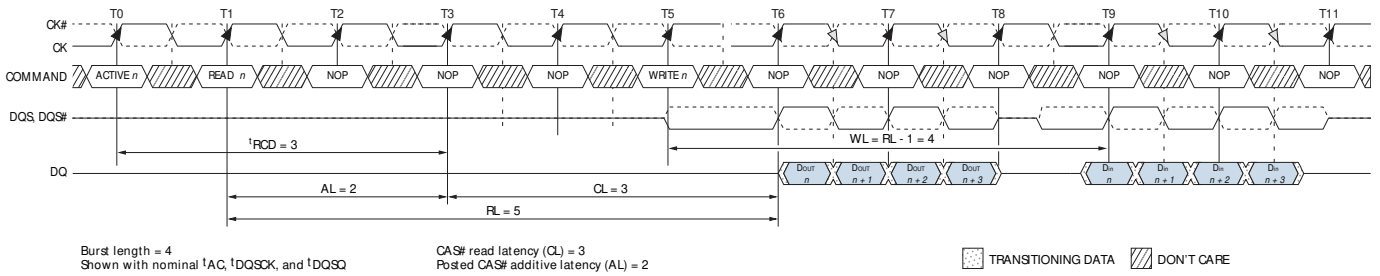 T0 T1 T2 T3 T4 T5 T6 T7 T8 T9 T10 T11
CK#
CK
COMMAND ACTIVE n READ n NOP NOP NOP WRITE n NOP NOP NOP NOP NOP NOP
DQS, DQS#
tRCD = 3 WL = RL - 1 = 4
DQ DOUT n DOUT n + 1 DOUT n + 2 DOUT n + 3 Din n Din n + 1 Din n + 2 Din n + 3
AL = 2 CL = 3
RL = 5
Burst length = 4 CAS# read latency (CL) = 3
Shown with nominal tAC, tDQSCK, and tDQSQ Posted CAS# additive latency (AL) = 2
TRANSITIONING DATA DON'T CARE